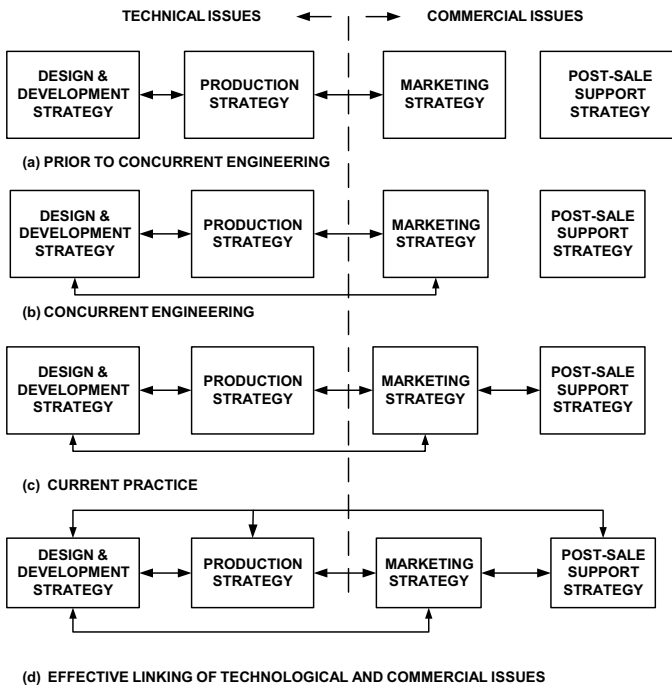 TECHNICAL ISSUES
COMMERCIAL ISSUES
DESIGN &
DEVELOPMENT
STRATEGY
PRODUCTION
STRATEGY
MARKETING
STRATEGY
POST-SALE
SUPPORT
STRATEGY
(a) PRIOR TO CONCURRENT ENGINEERING
DESIGN &
DEVELOPMENT
STRATEGY
PRODUCTION
STRATEGY
MARKETING
STRATEGY
POST-SALE
SUPPORT
STRATEGY
(b) CONCURRENT ENGINEERING
DESIGN &
DEVELOPMENT
STRATEGY
PRODUCTION
STRATEGY
MARKETING
STRATEGY
POST-SALE
SUPPORT
STRATEGY
(c) CURRENT PRACTICE
DESIGN &
DEVELOPMENT
STRATEGY
PRODUCTION
STRATEGY
MARKETING
STRATEGY
POST-SALE
SUPPORT
STRATEGY
(d) EFFECTIVE LINKING OF TECHNOLOGICAL AND COMMERCIAL ISSUES